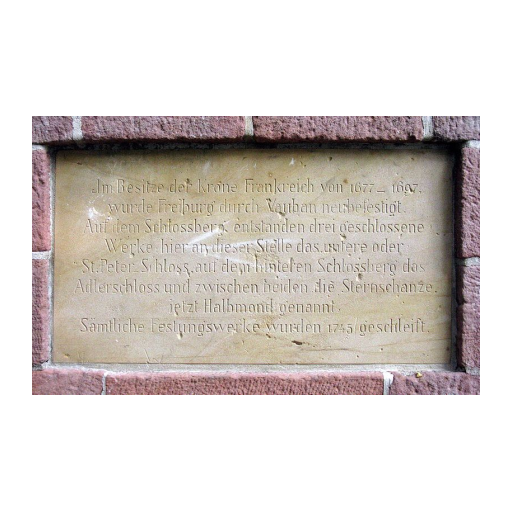 Im Besitze der Krone Frankreich von 1677 – 1697.
wurde Freiburg durch Vauban neubefestigt.
Auf dem Schlossberg entstanden drei geschlossene
Werke hier an dieser Stelle das untere oder
St. Peter-Schloss, auf dem hinteren Schlossberg das
Adlerschloss und zwischen beiden die Sternschanze.
jetzt Halbmond genannt.
Sämtliche Festungswerke wurden 1745 geschleift.